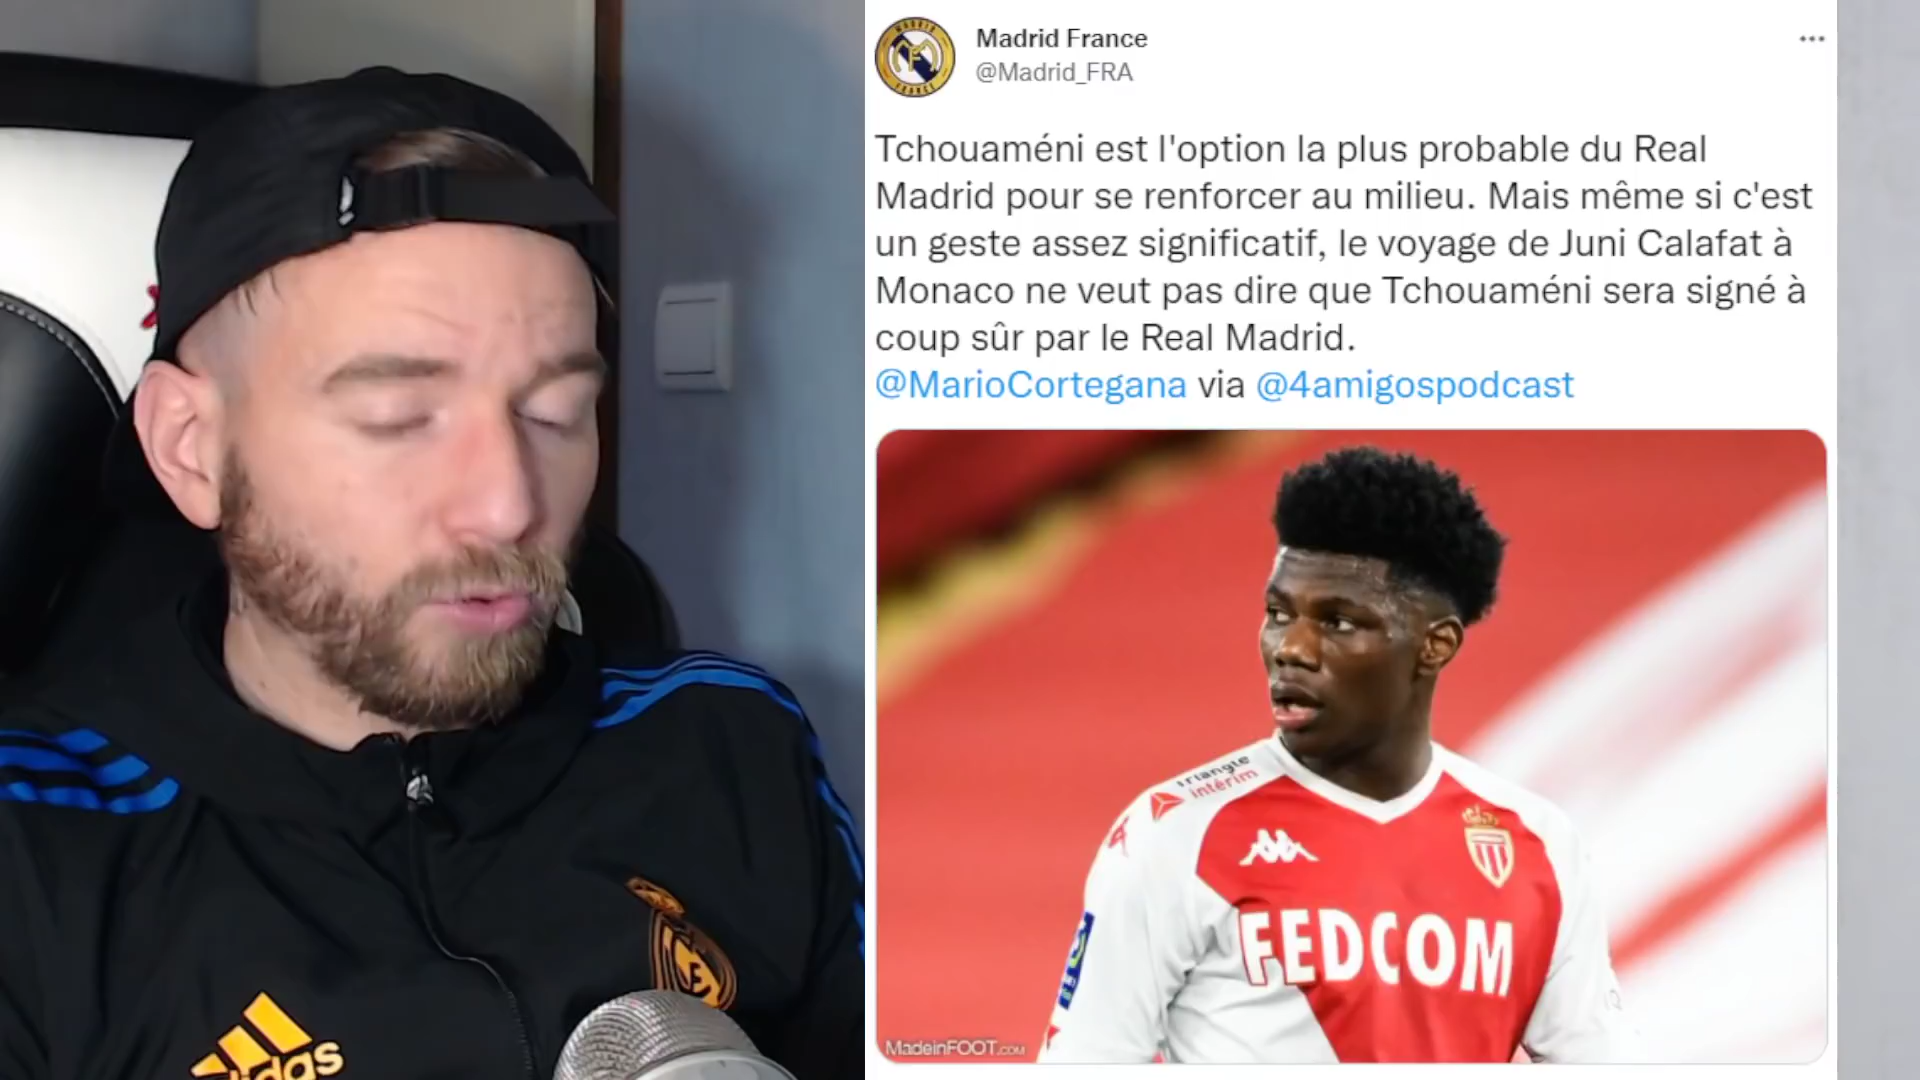 Madrid France
@Madrid_FRA
Tchouaméni est l'option la plus probable du Real
Madrid pour se renforcer au milieu. Mais même si c'est
un geste assez significatif, le voyage de Juni Calafat à
Monaco ne veut pas dire que Tchouaméni sera signé à
coup sûr par le Real Madrid.
@MarioCortegana via @4amigospodcast
triangle
intérim
FEDCOM
MadeinFOOT.COM
adidas
MADRID
FRANCE